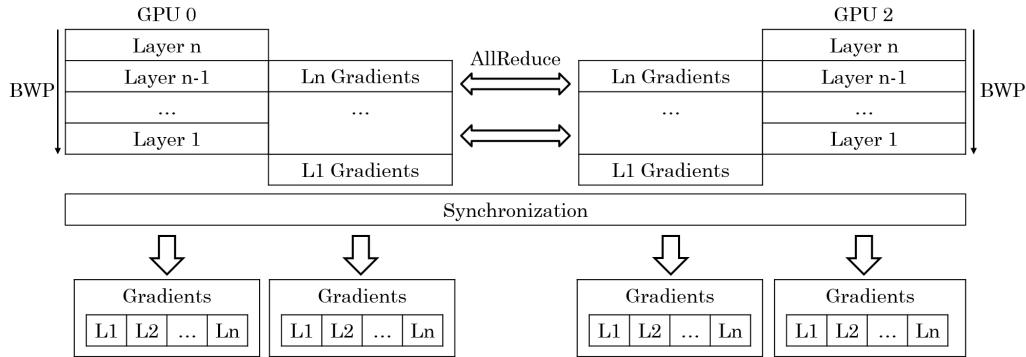 GPU 0
GPU 2
Layer n
Layer n
AllReduce
Layer n-1
Ln Gradients
Ln Gradients
Layer n-1
BWP
BWP
...
...
...
...
Layer 1
Layer 1
L1 Gradients
L1 Gradients
Synchronization
Gradients
Gradients
Gradients
Gradients
L1 L2 ... Ln
L1 L2 ... Ln
L1 L2 ... Ln
L1 L2 ... Ln